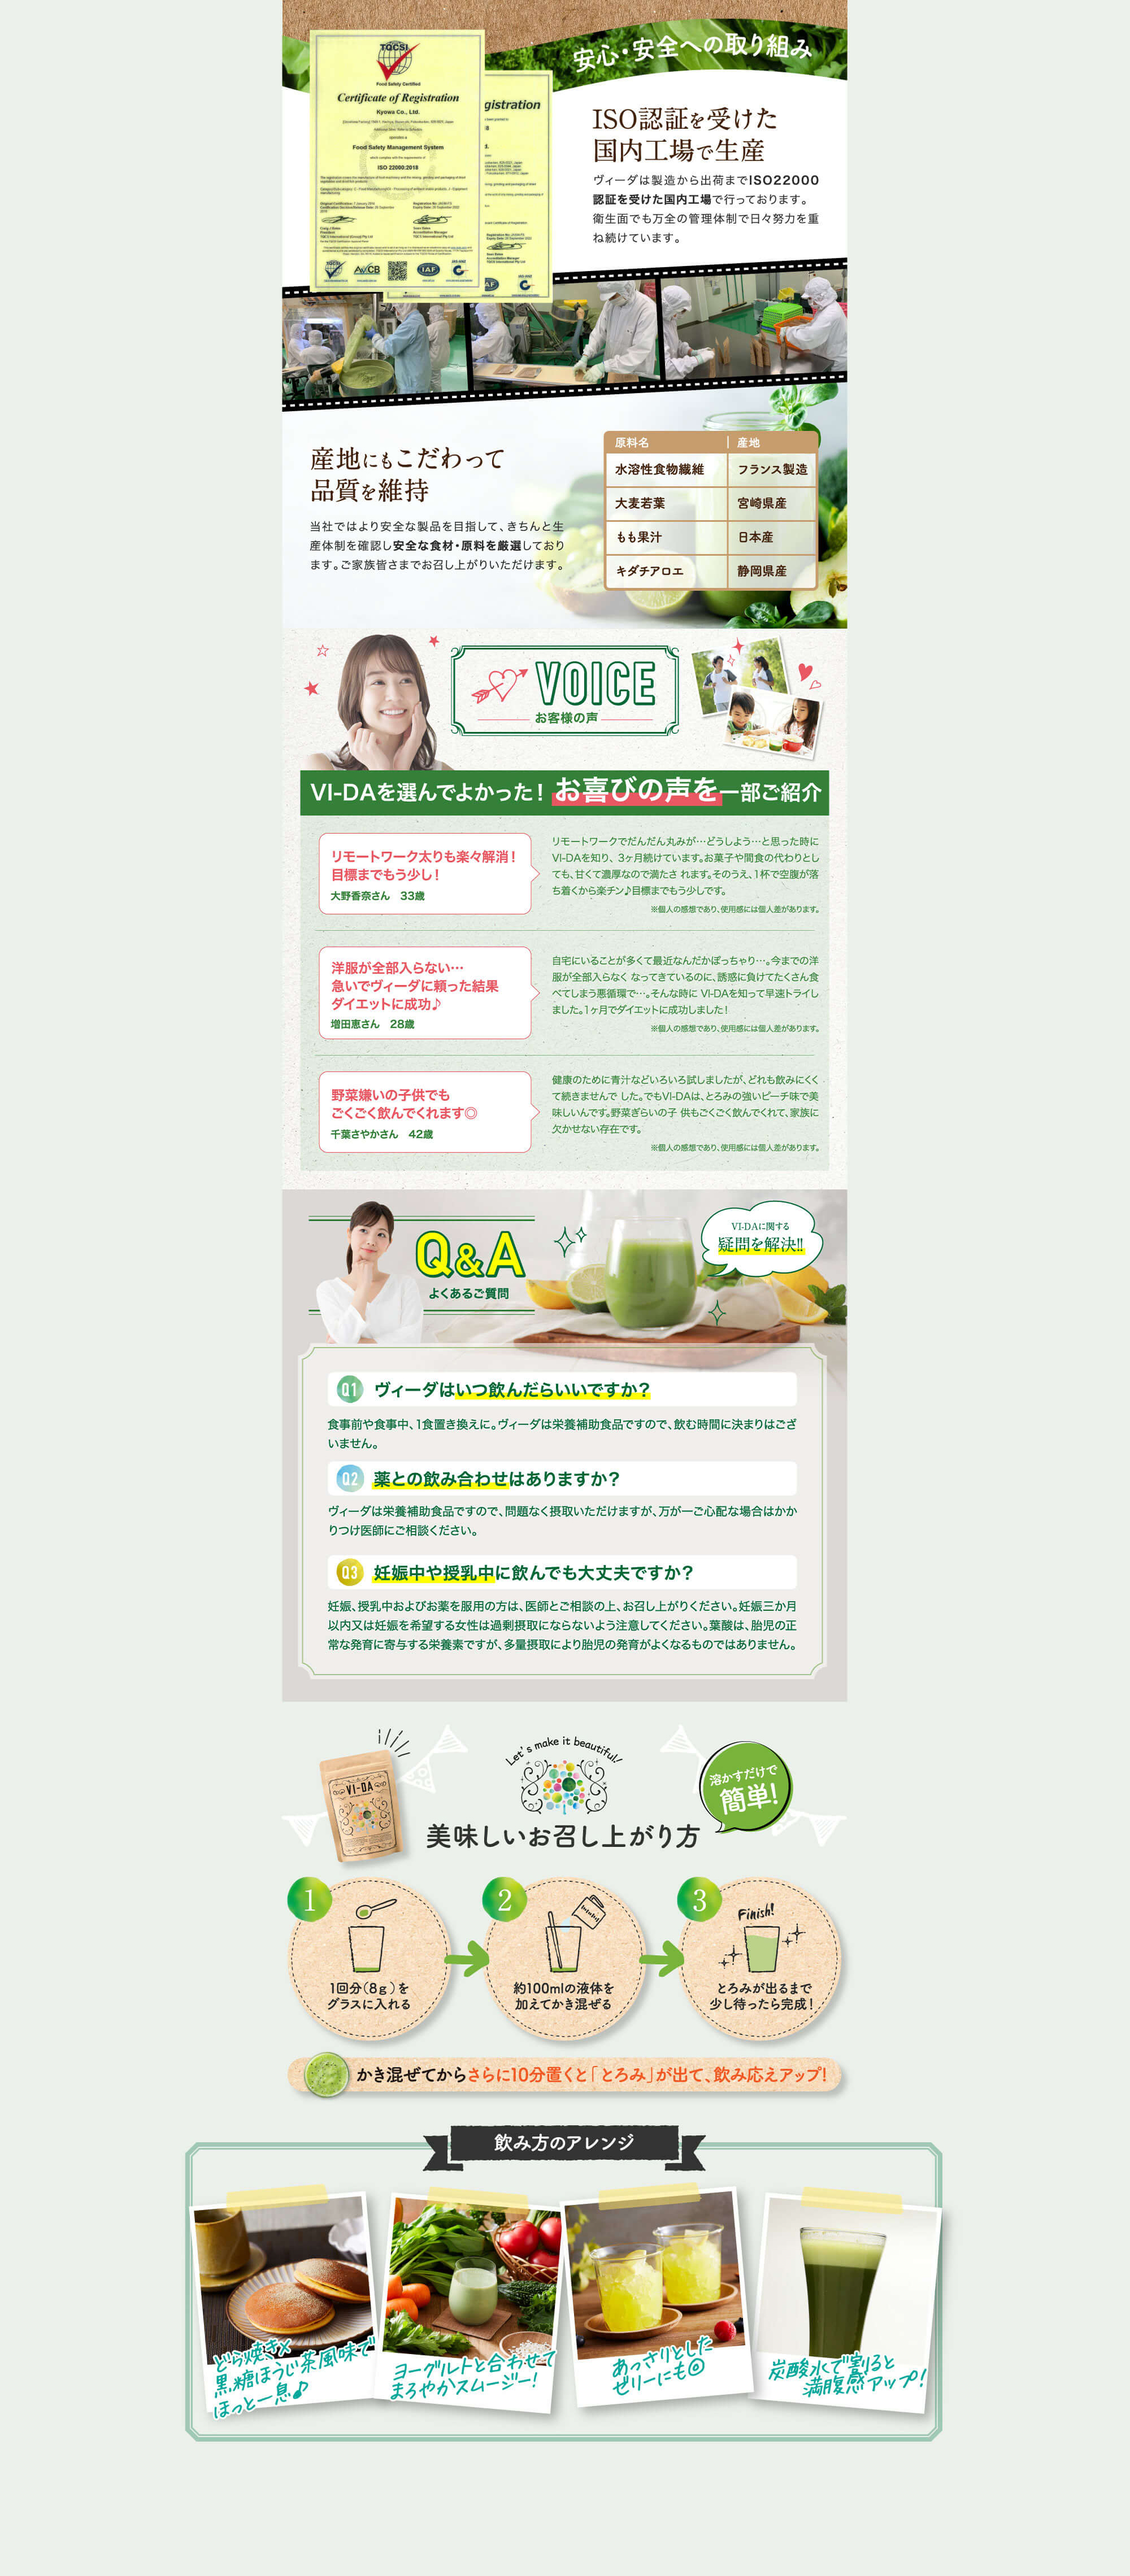 安心・安全への取り組み
TQCSI
Food Safety Certified
Certificate of Registration
Kyowa Co., Ltd.
Food Safety Management System
ISO 22000:2018
gistration
ISO認証を受けた
国内工場で生産
ヴィーダは製造から出荷までISO22000
認証を受けた国内工場で行っております。
衛生面でも万全の管理体制で日々努力を重
ね続けています。
産地にもこだわって
品質を維持
当社ではより安全な製品を目指して、きちんと生
産体制を確認し安全な食材・原料を厳選しており
ます。ご家族皆さまでお召し上がりいただけます。
原料名 産地
水溶性食物繊維 フランス製造
大麦若葉 宮崎県産
もも果汁 日本産
キダチアロエ 静岡県産
VOICE
お客様の声
VI-DAを選んでよかった！お喜びの声を一部ご紹介
リモートワーク太りも楽々解消！
目標までもう少し！
大野香奈さん 33歳
リモートワークでだんだん丸みが…どうしよう…と思った時に
VI-DAを知り、3ヶ月続けています。お菓子や間食の代わりとし
ても、甘くて濃厚なので満たさ れます。そのうえ、1杯で空腹が落
ち着くから楽チン♪目標までもう少しです。
※個人の感想であり、使用感には個人差があります。
洋服が全部入らない…
急いでヴィーダに頼った結果
ダイエットに成功♪
増田恵さん 28歳
自宅にいることが多くて最近なんだかぽっちゃり…。今までの洋
服が全部入らなく なってきているのに、誘惑に負けてたくさん食
べてしまう悪循環で…。そんな時に VI-DAを知って早速トライし
ました。1ヶ月でダイエットに成功しました！
※個人の感想であり、使用感には個人差があります。
野菜嫌いの子供でも
ごくごく飲んでくれます◎
千葉さやかさん 42歳
健康のために青汁などいろいろ試しましたが、どれも飲みにくく
て続きませんで した。でもVI-DAは、とろみの強いピーチ味で美
味しいんです。野菜ぎらいの子 供もごくごく飲んでくれて、家族に
欠かせない存在です。
※個人の感想であり、使用感には個人差があります。
Q&A
よくあるご質問
VI-DAに関する
疑問を解決!!
Q1 ヴィーダはいつ飲んだらいいですか？
食事前や食事中、1食置き換えに。ヴィーダは栄養補助食品ですので、飲む時間に決まりはござ
いません。
Q2 薬との飲み合わせはありますか？
ヴィーダは栄養補助食品ですので、問題なく摂取いただけますが、万が一ご心配な場合はかか
りつけ医師にご相談ください。
Q3 妊娠中や授乳中に飲んでも大丈夫ですか？
妊娠、授乳中およびお薬を服用の方は、医師とご相談の上、お召し上がりください。妊娠三か月
以内又は妊娠を希望する女性は過剰摂取にならないよう注意してください。葉酸は、胎児の正
常な発育に寄与する栄養素ですが、多量摂取により胎児の発育がよくなるものではありません。
VI-DA
Let's make it beautiful!
溶かすだけで
簡単!
美味しいお召し上がり方
1
1回分（8g）を
グラスに入れる
2
約100mlの液体を
加えてかき混ぜる
3
Finish!
とろみが出るまで
少し待ったら完成！
かき混ぜてからさらに10分置くと「とろみ」が出て、飲み応えアップ！
飲み方のアレンジ
どら焼き×
黒糖ほうじ茶風味で
ほっと一息♪
ヨーグルトと合わせて
まろやかスムージー！
あっさりとした
ゼリーにも◎
炭酸水で割ると
満腹感アップ！